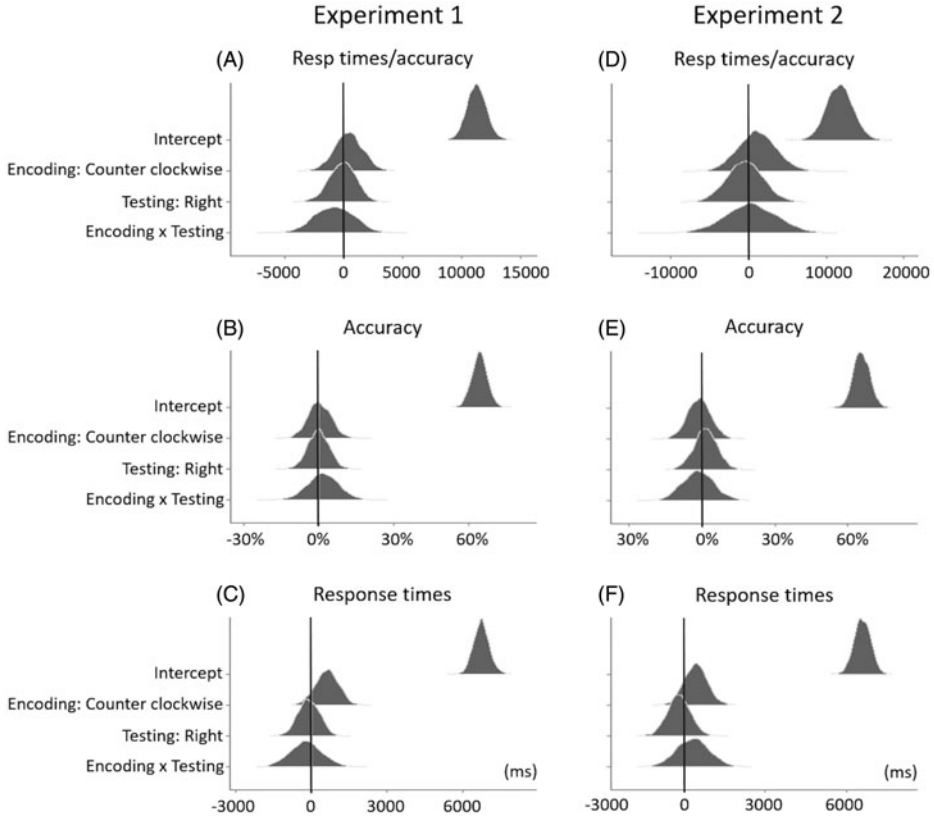 Experiment 1 Experiment 2
(A) Resp times/accuracy (D) Resp times/accuracy
Intercept
Encoding: Counter clockwise
Testing: Right
Encoding x Testing
-5000 0 5000 10000 15000 -10000 0 10000 20000
(B) Accuracy (E) Accuracy
Intercept
Encoding: Counter clockwise
Testing: Right
Encoding x Testing
-30% 0% 30% 60% 30% 0% 30% 60%
(C) Response times (F) Response times
Intercept
Encoding: Counter clockwise
Testing: Right
Encoding x Testing (ms) (ms)
-3000 0 3000 6000 -3000 0 3000 6000